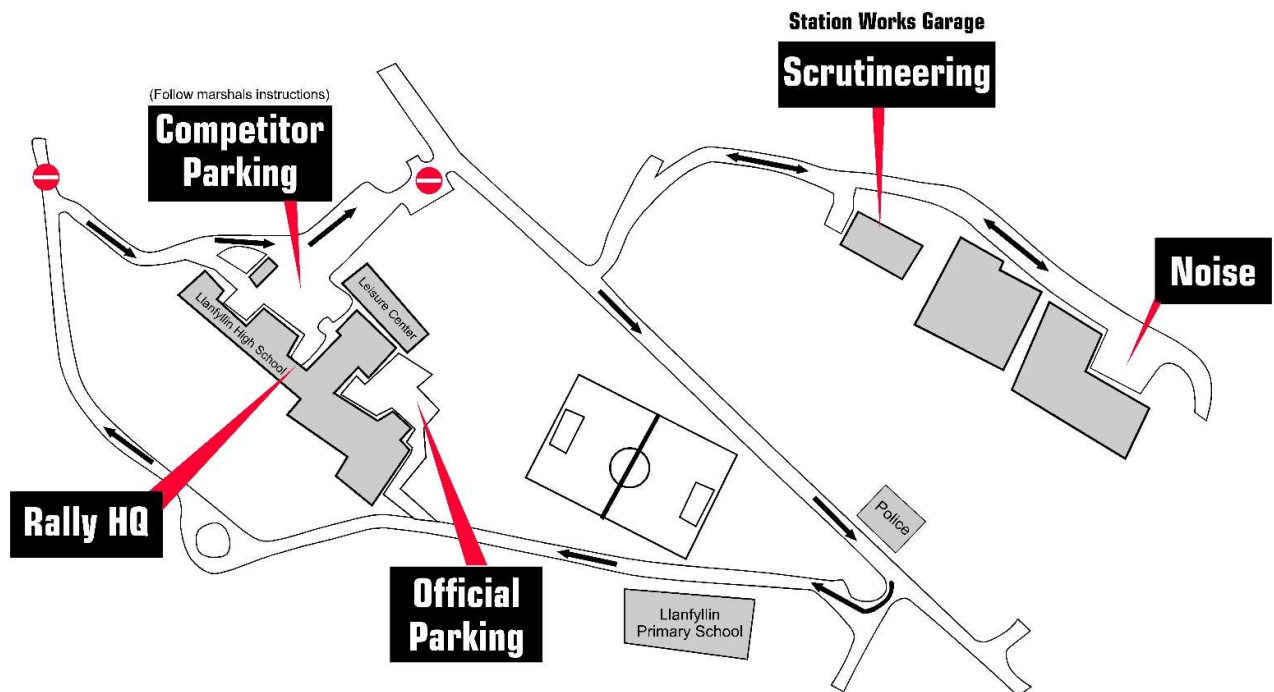 Station Works Garage
Scrutineering
(Follow marshals instructions)
Competitor
Parking
Noise
Leisure Center
Llanfyllin High School
Rally HQ
Police
Official
Parking
Llanfyllin
Primary School